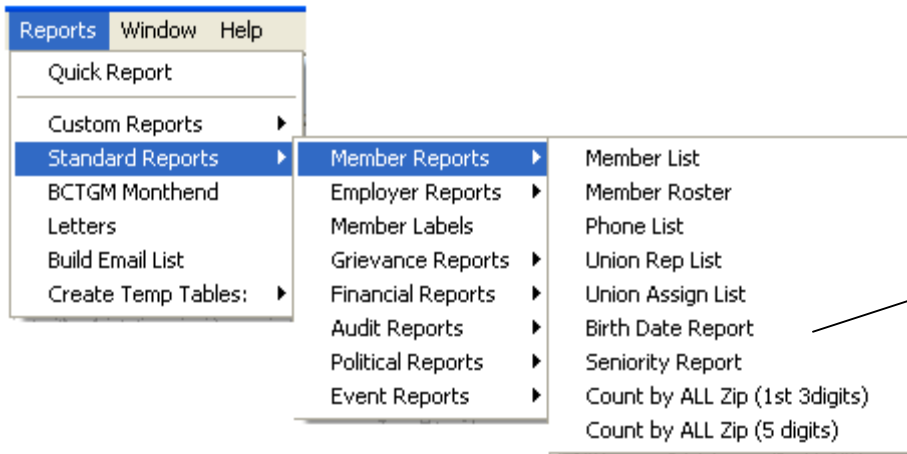 Reports Window Help
Quick Report
Custom Reports
Standard Reports
BCTGM Monthend
Letters
Build Email List
Create Temp Tables:
Member Reports
Employer Reports
Member Labels
Grievance Reports
Financial Reports
Audit Reports
Political Reports
Event Reports
Member List
Member Roster
Phone List
Union Rep List
Union Assign List
Birth Date Report
Seniority Report
Count by ALL Zip (1st 3digits)
Count by ALL Zip (5 digits)